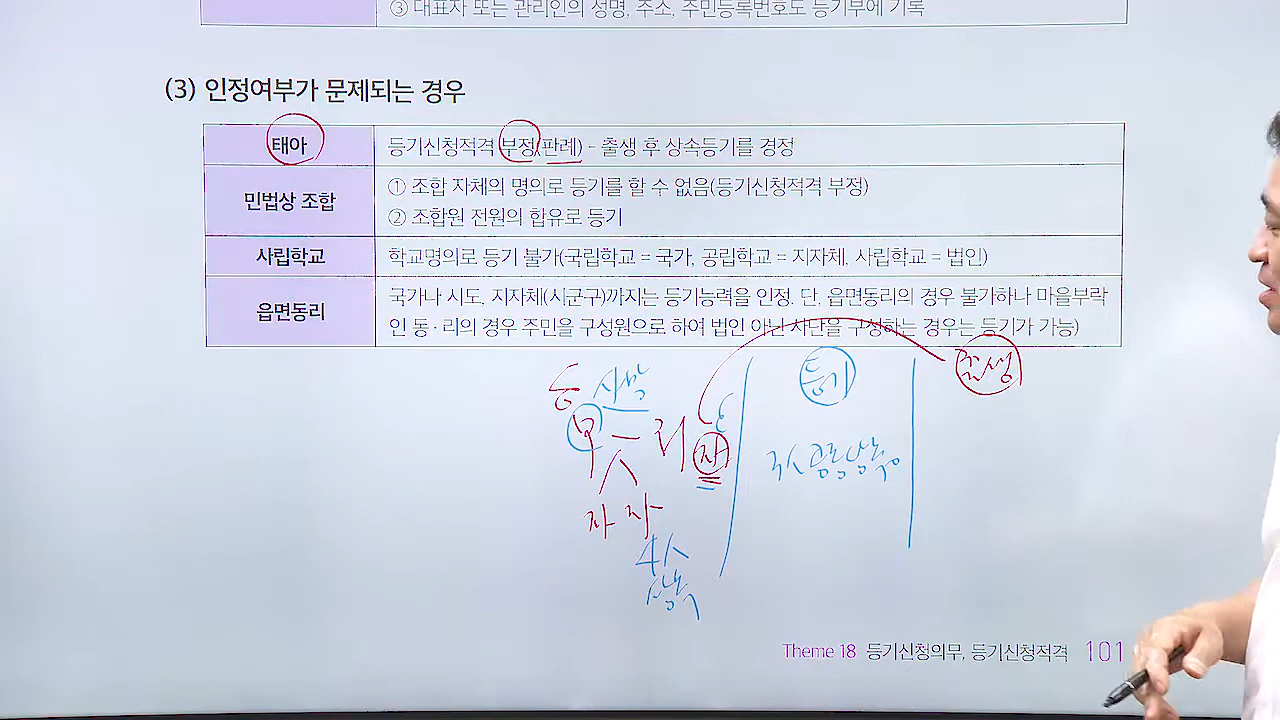 ③ 대표자 또는 관리인의 성명, 주소, 주민등록번호도 등기부에 기록
(3) 인정여부가 문제되는 경우
태아 등기신청적격 부정(판례) - 출생 후 상속등기를 경정
민법상 조합 ① 조합 자체의 명의로 등기를 할 수 없음(등기신청적격 부정)
② 조합원 전원의 합유로 등기
사립학교 학교명의로 등기 불가(국립학교 = 국가, 공립학교 = 지자체, 사립학교 = 법인)
읍면동리 국가나 시도, 지자체(시군구)까지는 등기능력을 인정. 단, 읍면동리의 경우 불가하나 마을부락
인 동·리의 경우 주민을 구성원으로 하여 법인 아닌 사단을 구성하는 경우는 등기가 가능)
등기
출생
사망
자
자 자
4人
상속
Theme 18 등기신청의무, 등기신청적격 101